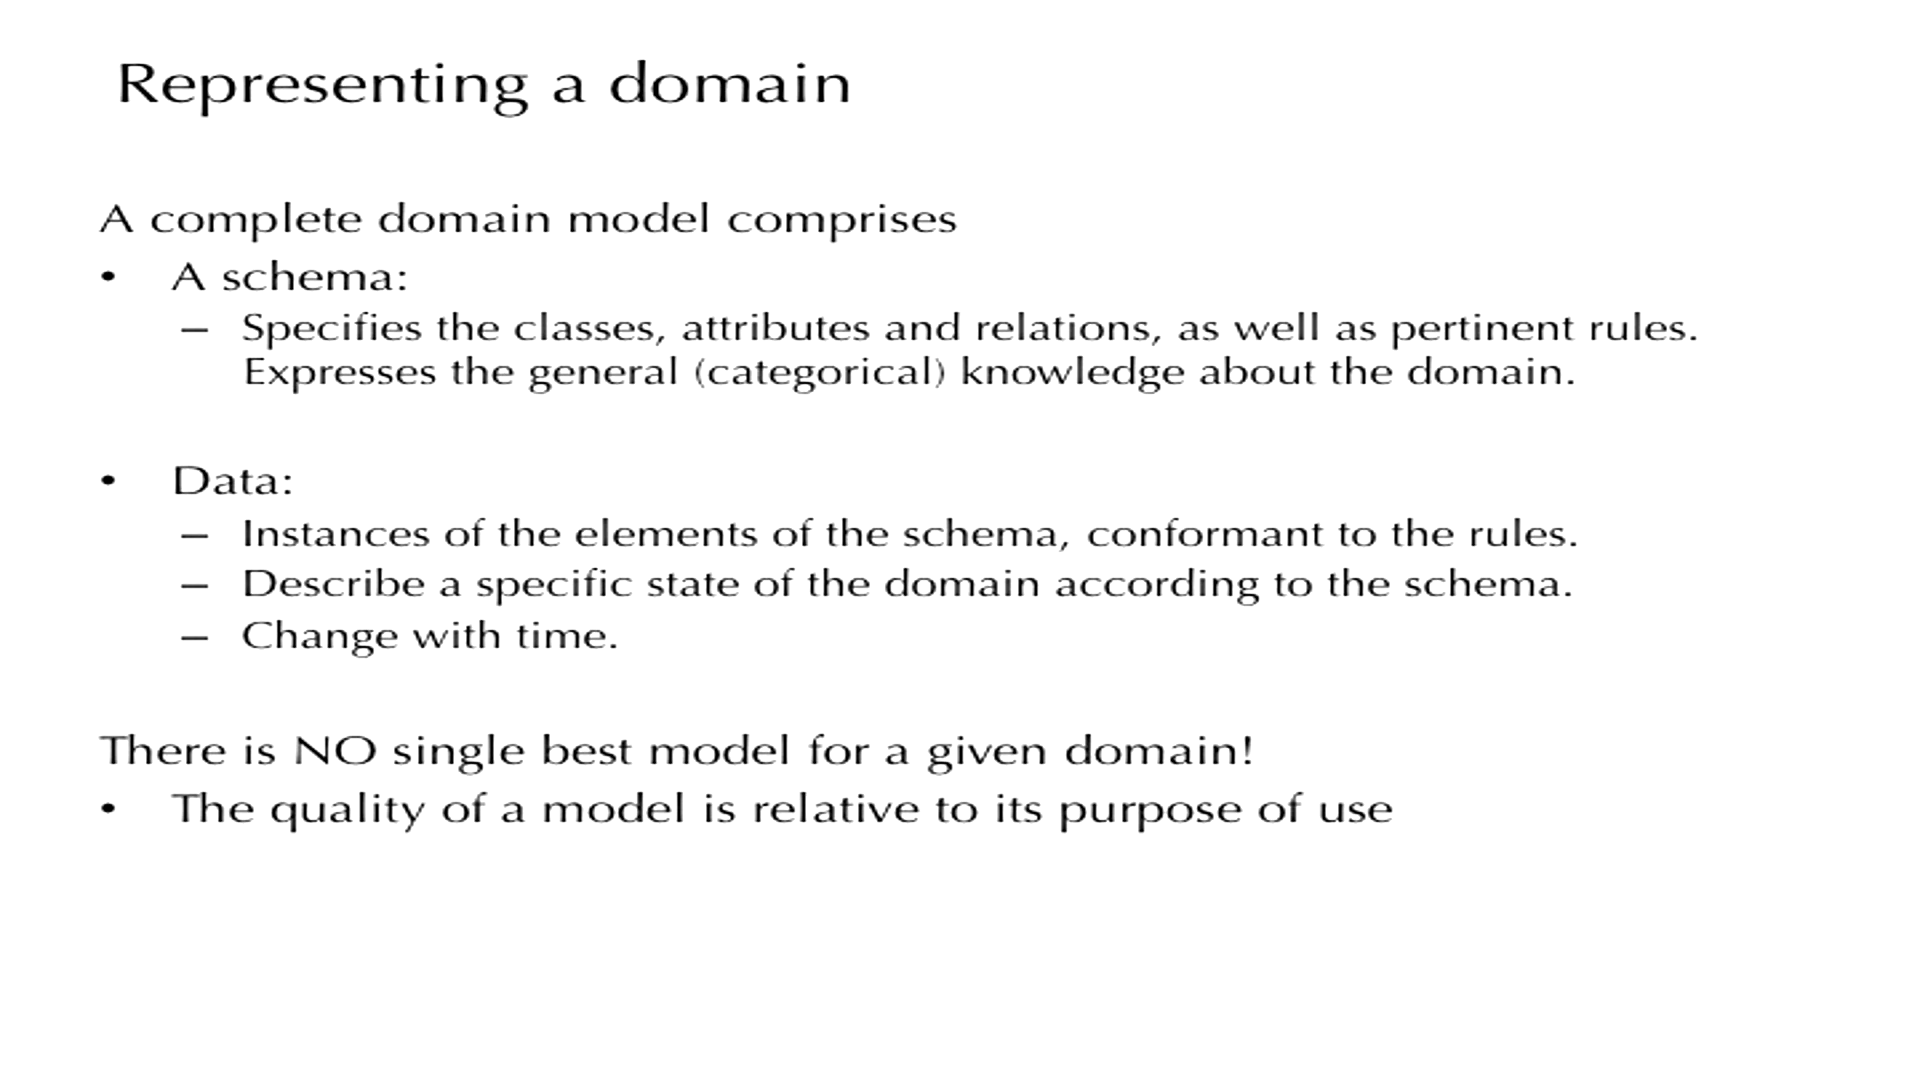 Representing a domain
A complete domain model comprises
• A schema:
– Specifies the classes, attributes and relations, as well as pertinent rules.
Expresses the general (categorical) knowledge about the domain.
• Data:
– Instances of the elements of the schema, conformant to the rules.
– Describe a specific state of the domain according to the schema.
– Change with time.
There is NO single best model for a given domain!
• The quality of a model is relative to its purpose of use